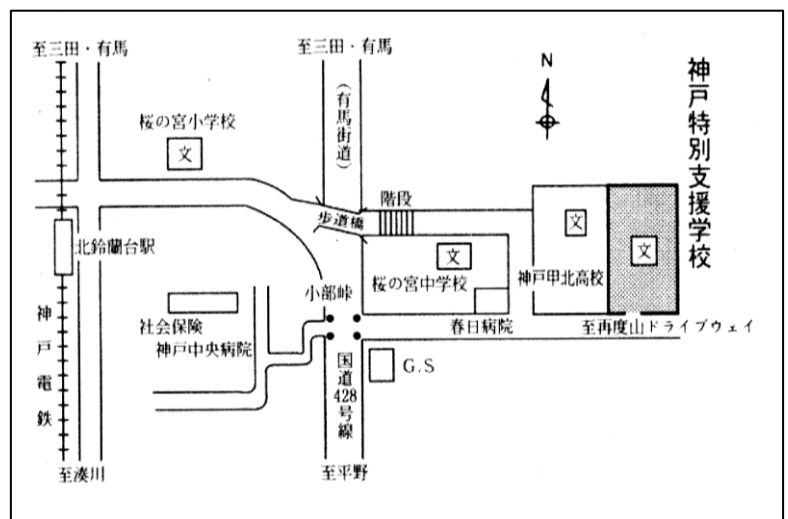 至三田・有馬
至三田・有馬
(有馬街道)
N
神戸特別支援学校
桜の宮小学校
文
階段
歩道橋
文
文
文
北鈴蘭台駅
桜の宮中学校
神戸甲北高校
小部峠
社会保険
神戸中央病院
春日病院
至再度山ドライブウェイ
神戸電鉄
国道428号線
G.S
至湊川
至平野